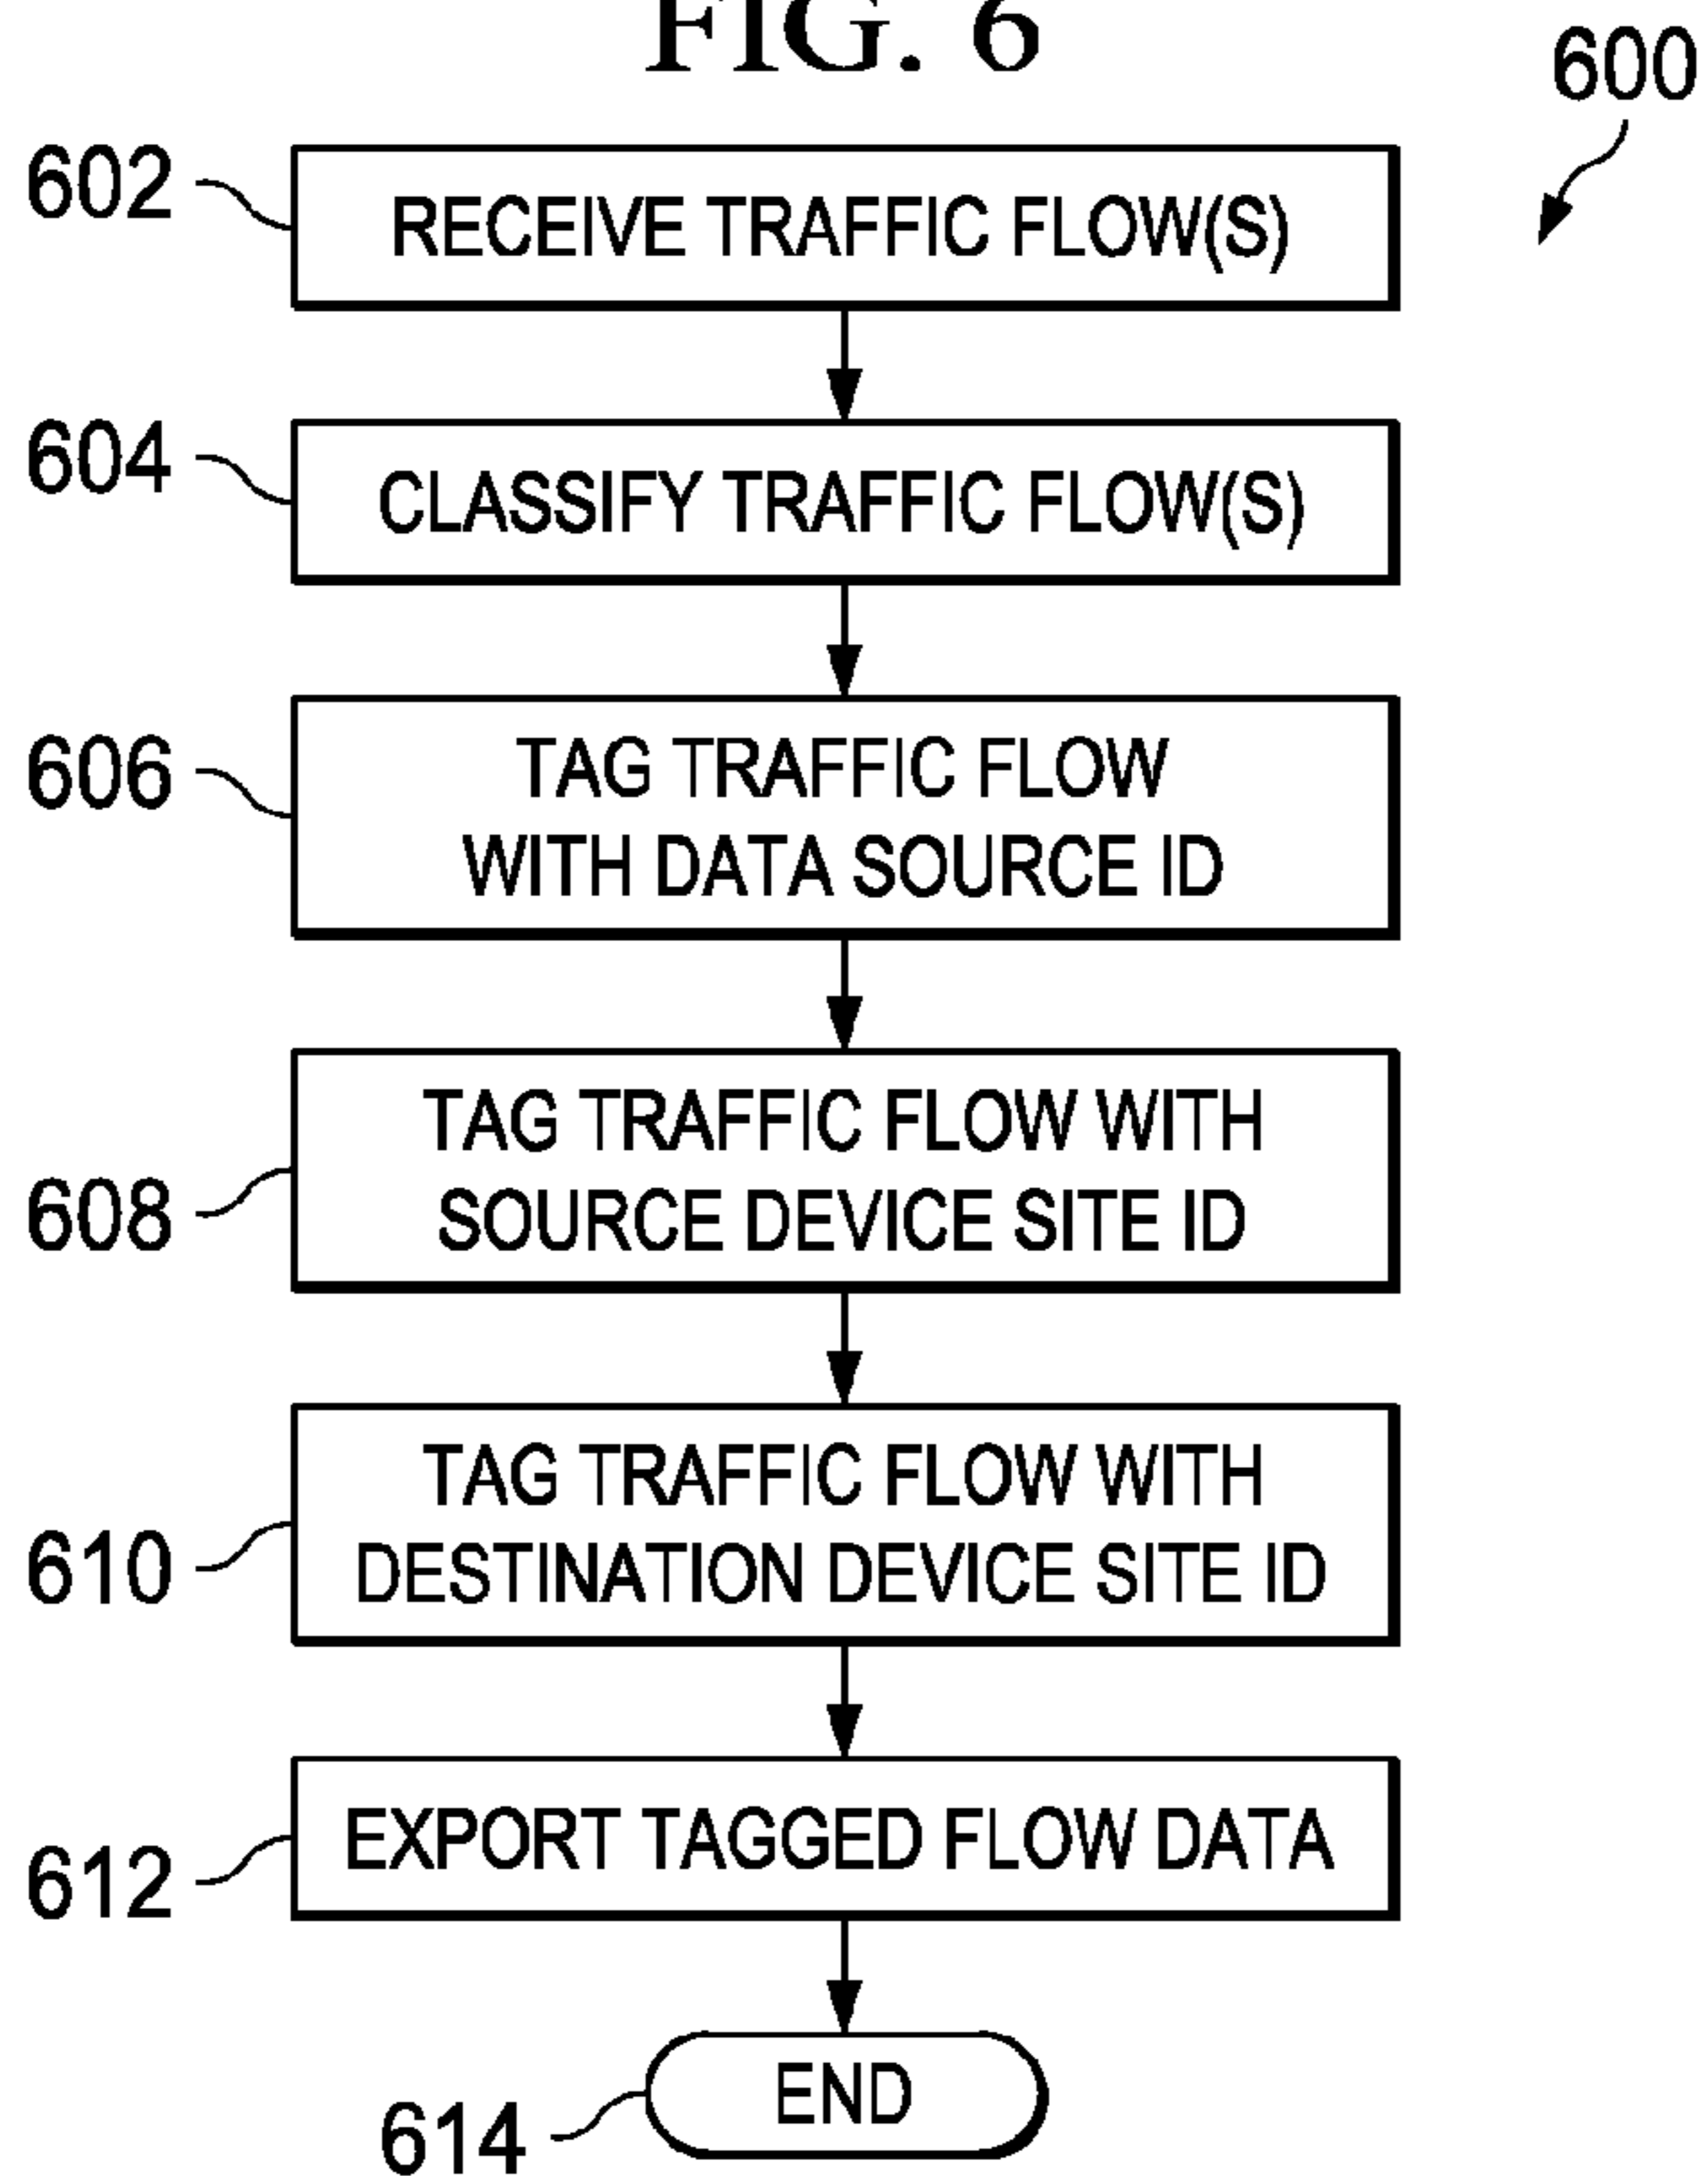 FIG. 6
600
602
RECEIVE TRAFFIC FLOW(S)
604
CLASSIFY TRAFFIC FLOW(S)
606
TAG TRAFFIC FLOW
WITH DATA SOURCE ID
608
TAG TRAFFIC FLOW WITH
SOURCE DEVICE SITE ID
610
TAG TRAFFIC FLOW WITH
DESTINATION DEVICE SITE ID
612
EXPORT TAGGED FLOW DATA
614
END